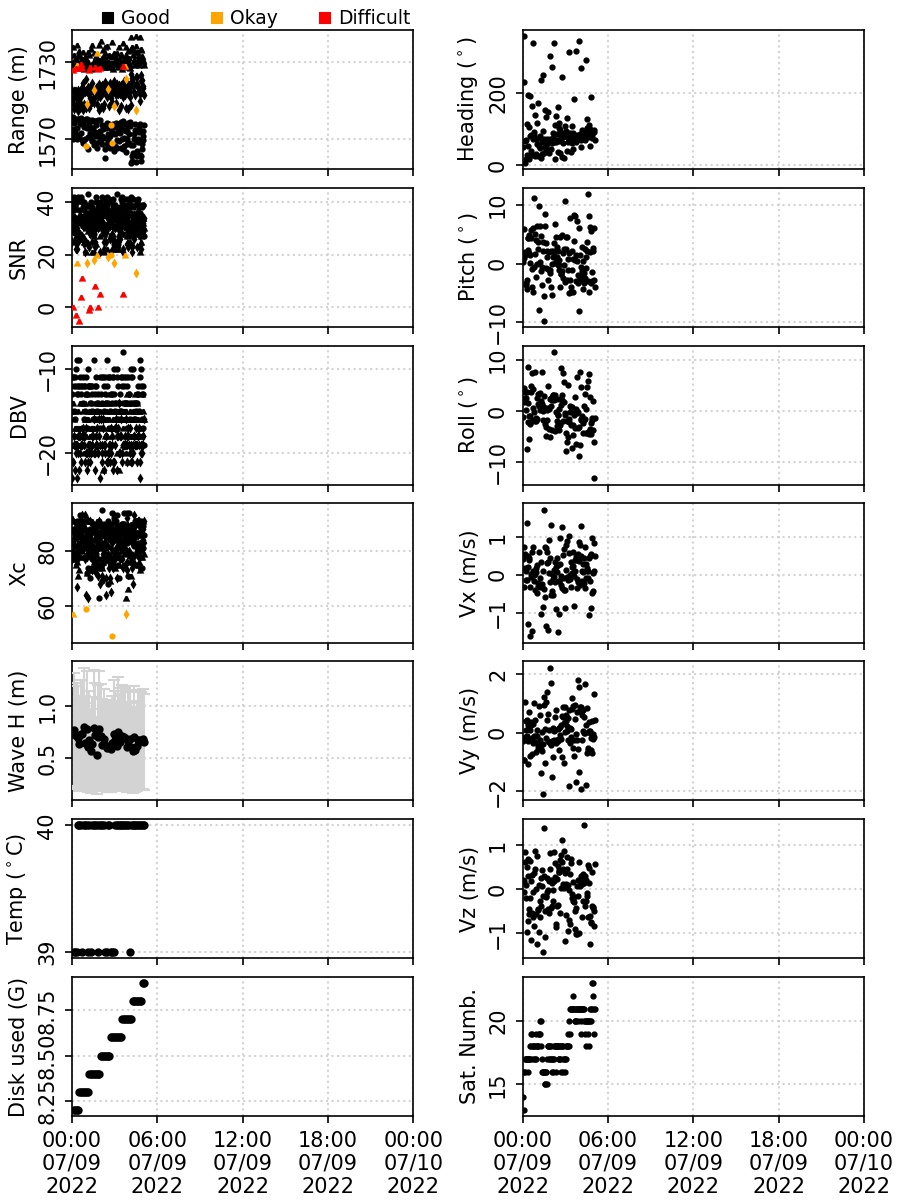 Good Okay Difficult
Range (m)
1730
1570
Heading (°)
200
0
SNR
40
20
0
Pitch (°)
10
0
−10
DBV
−10
−20
Roll (°)
10
0
−10
Xc
80
60
Vx (m/s)
1
0
−1
Wave H (m)
1.0
0.5
Vy (m/s)
2
0
−2
Temp (°C)
40
39
Vz (m/s)
1
0
−1
Disk used (G)
8.75
8.50
8.25
Sat. Numb.
20
15
00:00 06:00 12:00 18:00 00:00
07/09 07/09 07/09 07/09 07/10
2022 2022 2022 2022 2022
00:00 06:00 12:00 18:00 00:00
07/09 07/09 07/09 07/09 07/10
2022 2022 2022 2022 2022